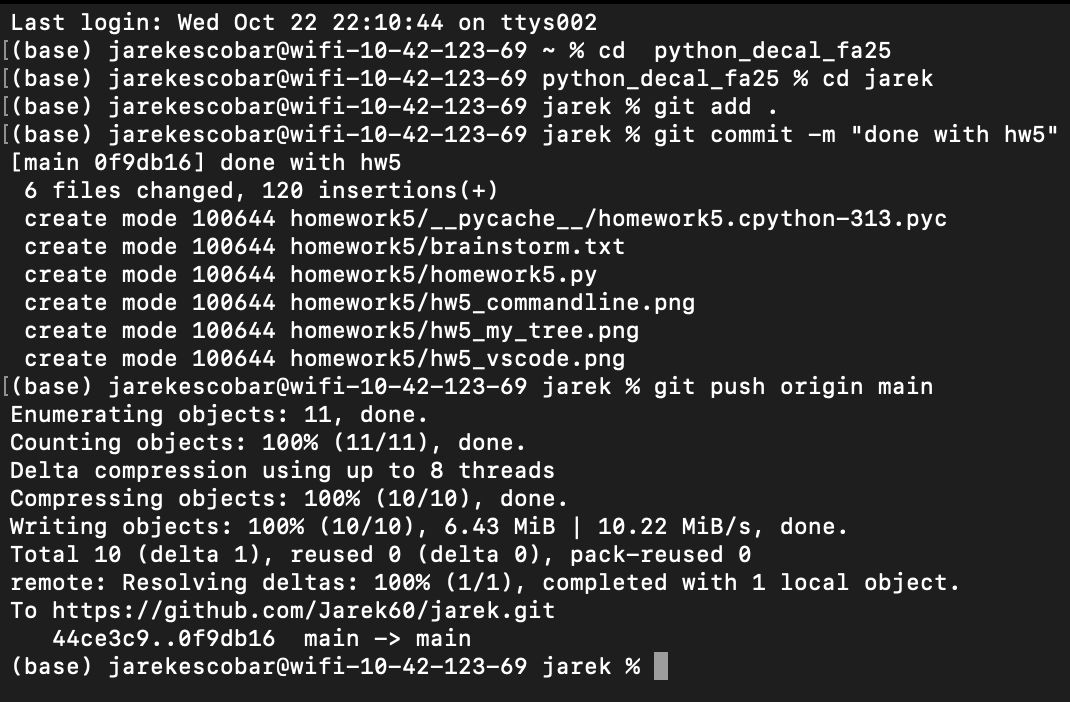 Last login: Wed Oct 22 22:10:44 on ttys002
[(base) jarekescobar@wifi-10-42-123-69 ~ % cd  python_decal_fa25
[(base) jarekescobar@wifi-10-42-123-69 python_decal_fa25 % cd jarek
[(base) jarekescobar@wifi-10-42-123-69 jarek % git add .
[(base) jarekescobar@wifi-10-42-123-69 jarek % git commit -m "done with hw5"
[main 0f9db16] done with hw5
 6 files changed, 120 insertions(+)
 create mode 100644 homework5/__pycache__/homework5.cpython-313.pyc
 create mode 100644 homework5/brainstorm.txt
 create mode 100644 homework5/homework5.py
 create mode 100644 homework5/hw5_commandline.png
 create mode 100644 homework5/hw5_my_tree.png
 create mode 100644 homework5/hw5_vscode.png
[(base) jarekescobar@wifi-10-42-123-69 jarek % git push origin main
Enumerating objects: 11, done.
Counting objects: 100% (11/11), done.
Delta compression using up to 8 threads
Compressing objects: 100% (10/10), done.
Writing objects: 100% (10/10), 6.43 MiB | 10.22 MiB/s, done.
Total 10 (delta 1), reused 0 (delta 0), pack-reused 0
remote: Resolving deltas: 100% (1/1), completed with 1 local object.
To https://github.com/Jarek60/jarek.git
   44ce3c9..0f9db16  main -> main
(base) jarekescobar@wifi-10-42-123-69 jarek %